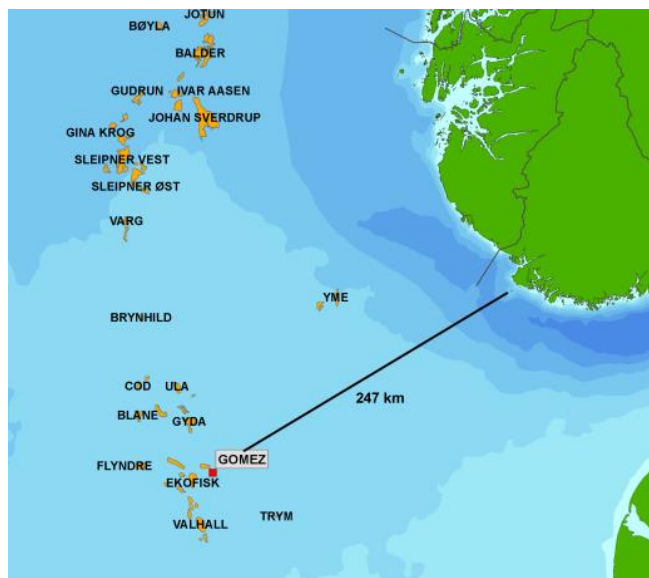 JOTUN
BØYLA
BALDER
GUDRUN
IVAR AASEN
JOHAN SVERDRUP
GINA KROG
SLEIPNER VEST
SLEIPNER ØST
VARG
YME
BRYNHILD
COD
ULA
247 km
BLANE
GYDA
GOMEZ
FLYNDRE
EKOFISK
TRYM
VALHALL